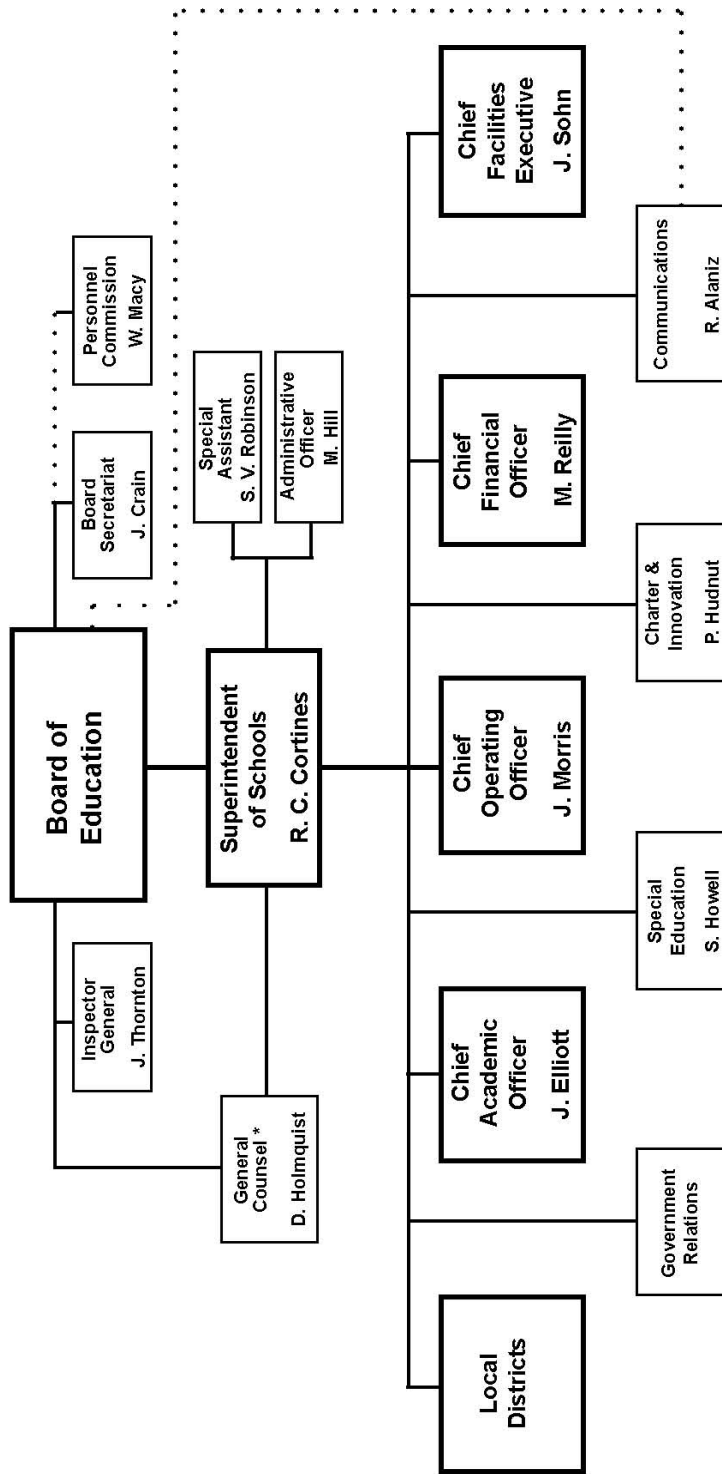 Board of
Education
Inspector
General
J. Thornton
Board
Secretariat
J. Crain
Personnel
Commission
W. Macy
General
Counsel *
D. Holmquist
Superintendent
of Schools
R. C. Cortines
Special
Assistant
S. V. Robinson
Administrative
Officer
M. Hill
Local
Districts
Chief
Academic
Officer
J. Elliott
Chief
Operating
Officer
J. Morris
Chief
Financial
Officer
M. Reilly
Chief
Facilities
Executive
J. Sohn
Government
Relations
Special
Education
S. Howell
Charter &
Innovation
P. Hudnut
Communications
R. Alaniz